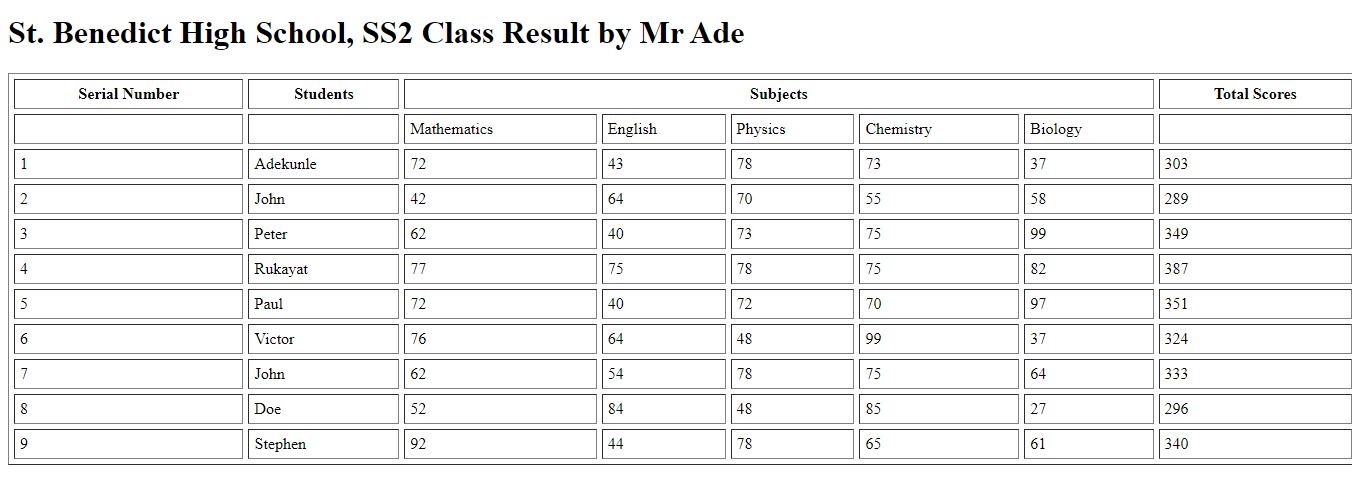 St. Benedict High School, SS2 Class Result by Mr Ade
Serial Number Students Subjects Total Scores
Mathematics English Physics Chemistry Biology
1 Adekunle 72 43 78 73 37 303
2 John 42 64 70 55 58 289
3 Peter 62 40 73 75 99 349
4 Rukayat 77 75 78 75 82 387
5 Paul 72 40 72 70 97 351
6 Victor 76 64 48 99 37 324
7 John 62 54 78 75 64 333
8 Doe 52 84 48 85 27 296
9 Stephen 92 44 78 65 61 340